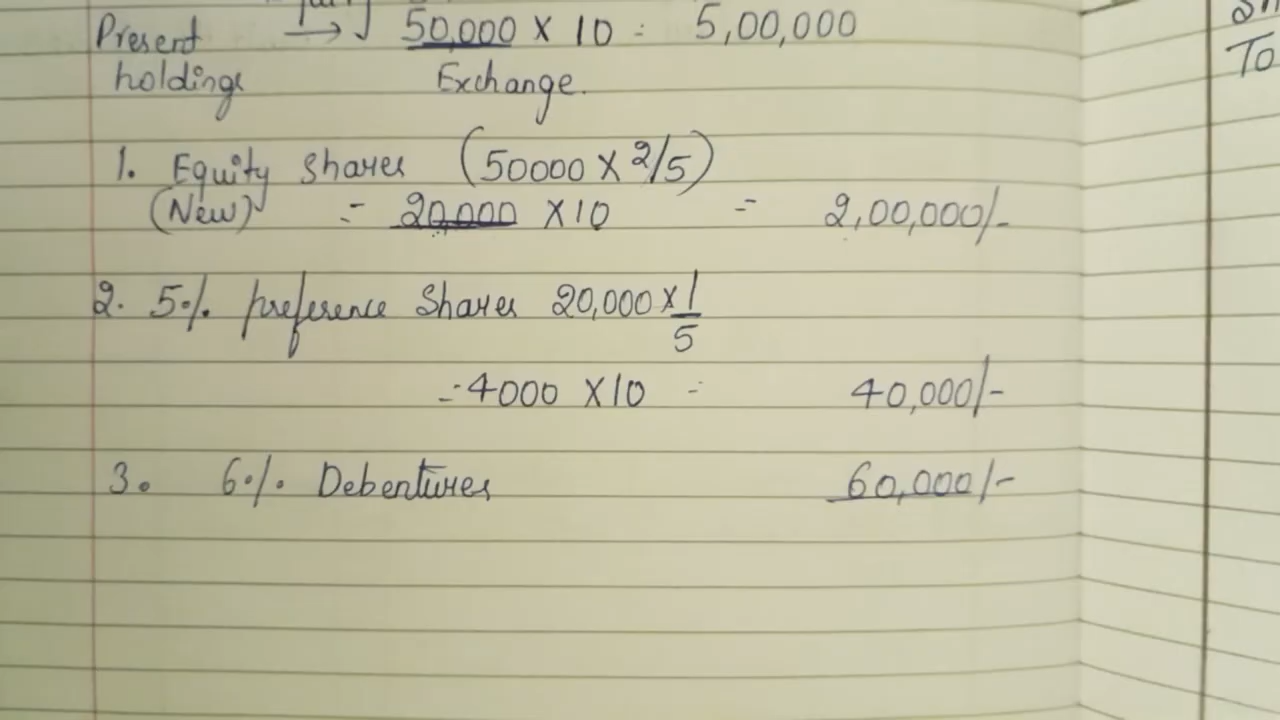 Present → 50,000 × 10 = 5,00,000
holdings Exchange.
1. Equity Shares (50000 × 2/5)
(New) = 20,000 × 10 = 2,00,000/-
2. 5% preference Shares 20,000 × 1/5
= 4000 × 10 = 40,000/-
3. 6% Debentures 60,000/-
To